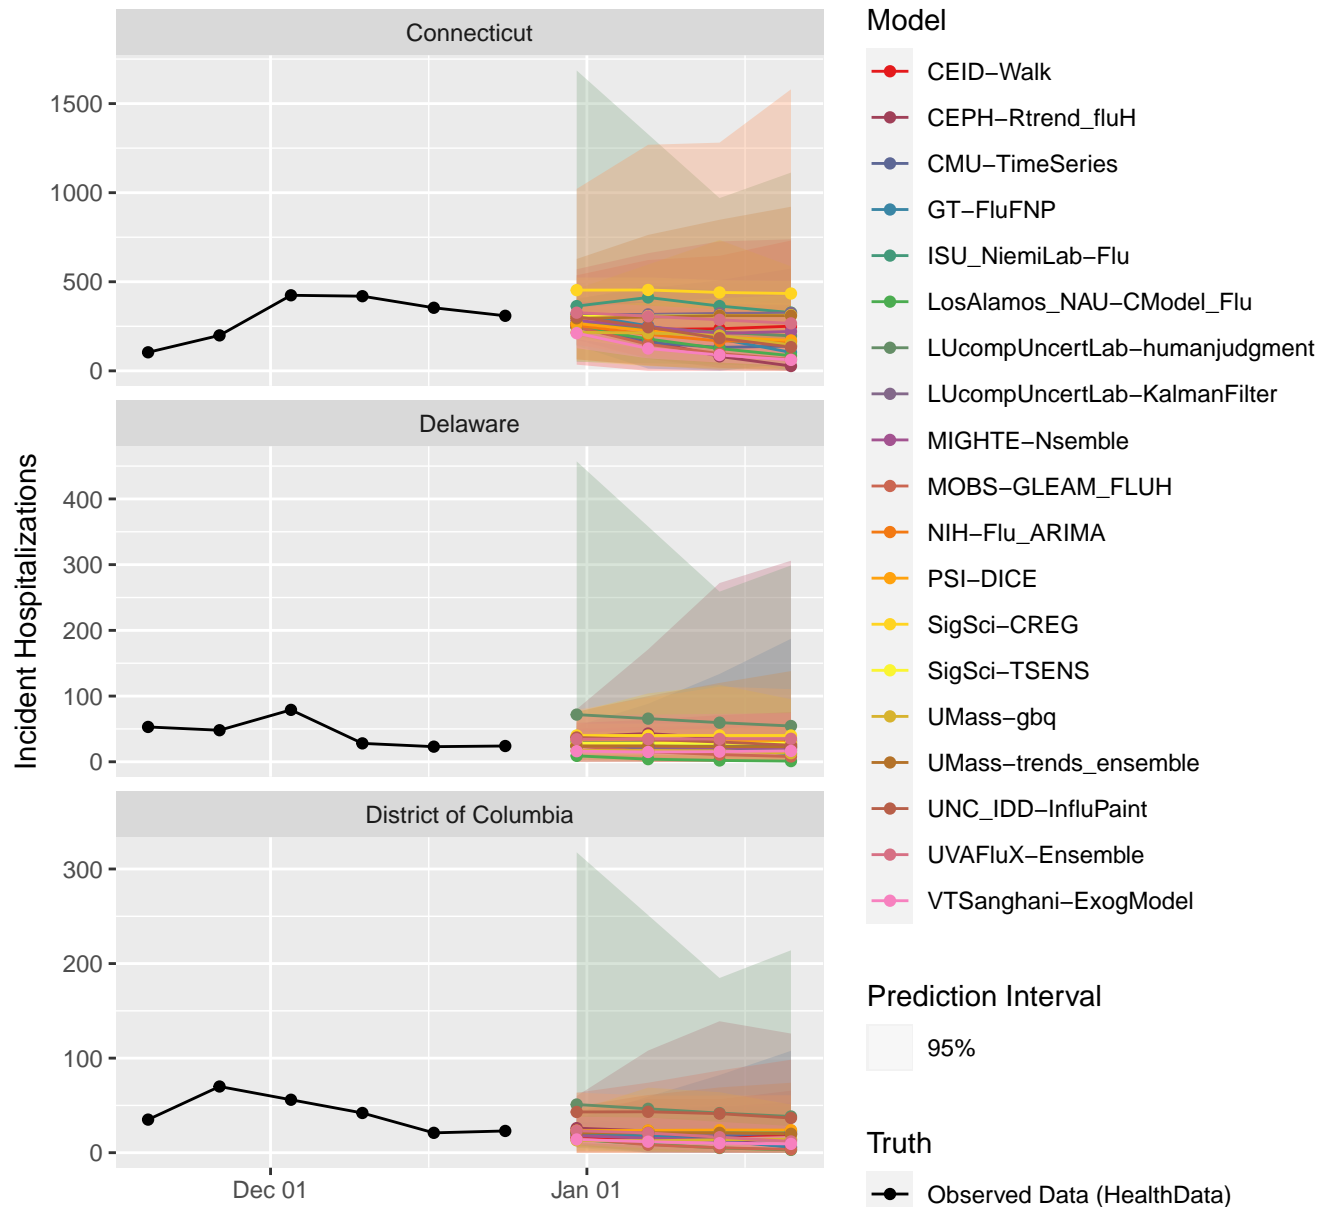 Connecticut
1500
1000
500
0
Delaware
400
300
200
100
0
District of Columbia
300
200
100
0
Dec 01
Jan 01
Incident Hospitalizations
Model
CEID−Walk
CEPH−Rtrend_fluH
CMU−TimeSeries
GT−FluFNP
ISU_NiemiLab−Flu
LosAlamos_NAU−CModel_Flu
LUcompUncertLab−humanjudgment
LUcompUncertLab−KalmanFilter
MIGHTE−Nsemble
MOBS−GLEAM_FLUH
NIH−Flu_ARIMA
PSI−DICE
SigSci−CREG
SigSci−TSENS
UMass−gbq
UMass−trends_ensemble
UNC_IDD−InfluPaint
UVAFluX−Ensemble
VTSanghani−ExogModel
Prediction Interval
95%
Truth
Observed Data (HealthData)